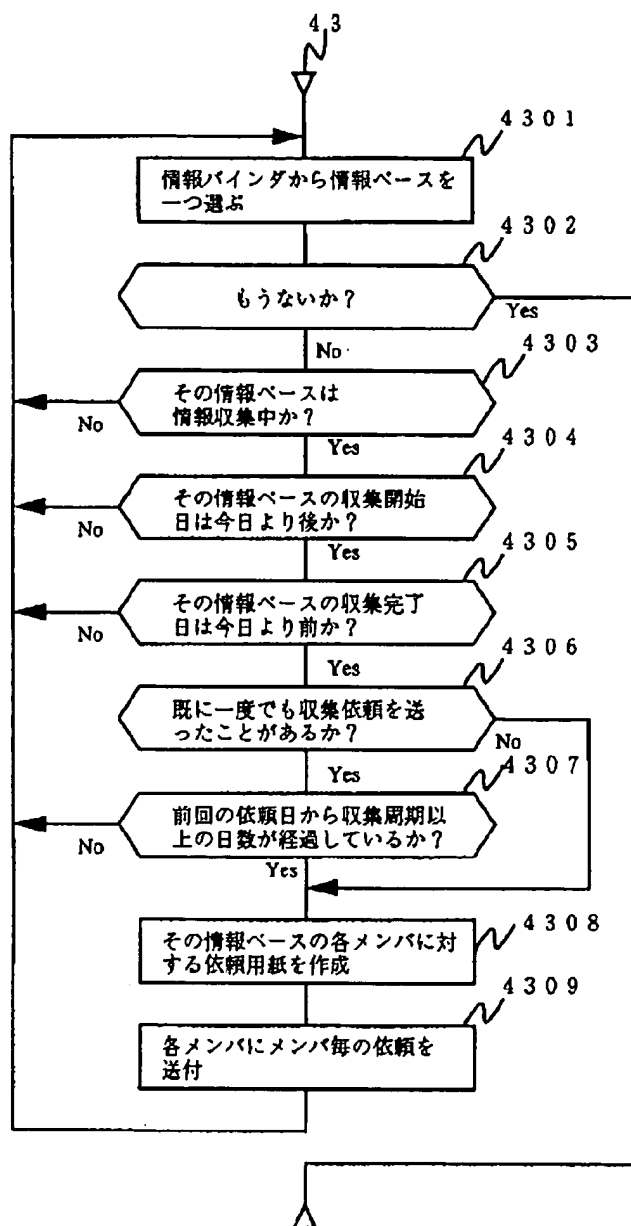 43
4301
情報バインダから情報ベースを
一つ選ぶ
4302
もうないか？
Yes
No
4303
その情報ベースは
情報収集中か？
No
Yes
4304
その情報ベースの収集開始
日は今日より後か？
No
Yes
4305
その情報ベースの収集完了
日は今日より前か？
No
Yes
4306
既に一度でも収集依頼を送
ったことがあるか？
No
Yes
4307
前回の依頼日から収集周期以
上の日数が経過しているか？
No
Yes
4308
その情報ベースの各メンバに対
する依頼用紙を作成
4309
各メンバにメンバ毎の依頼を
送付